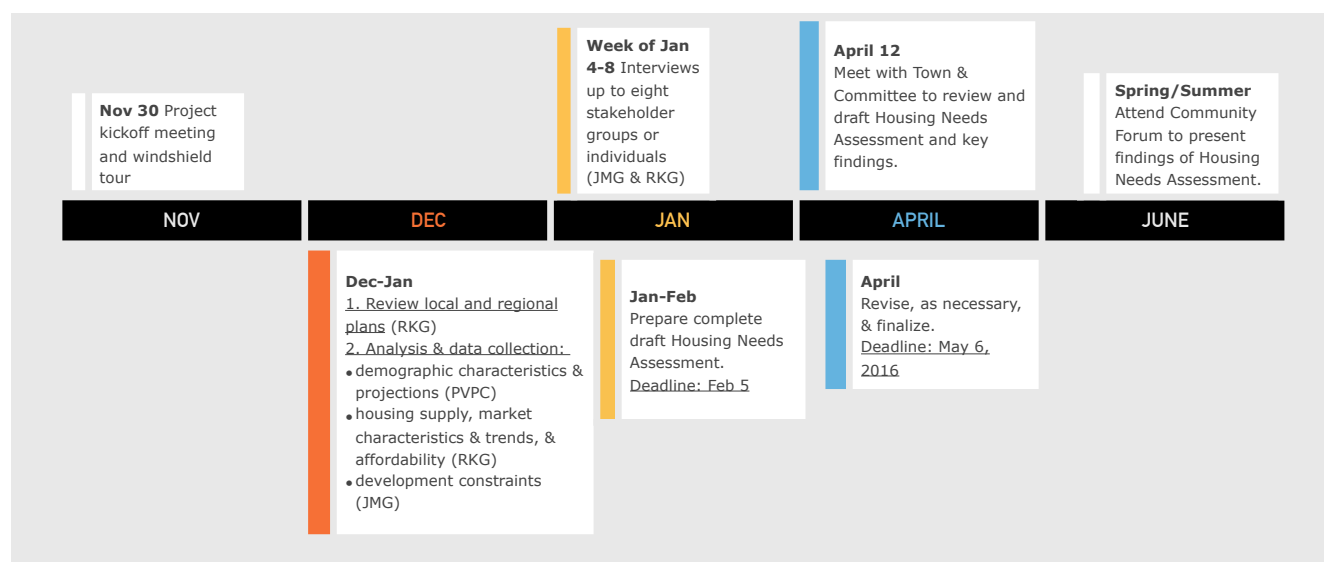 Nov 30 Project
kickoff meeting
and windshield
tour
Week of Jan
4-8 Interviews
up to eight
stakeholder
groups or
individuals
(JMG & RKG)
April 12
Meet with Town &
Committee to review and
draft Housing Needs
Assessment and key
findings.
Spring/Summer
Attend Community
Forum to present
findings of Housing
Needs Assessment.
NOV
DEC
JAN
APRIL
JUNE
Dec-Jan
1. Review local and regional
plans (RKG)
2. Analysis & data collection:
• demographic characteristics &
projections (PVPC)
• housing supply, market
characteristics & trends, &
affordability (RKG)
• development constraints
(JMG)
Jan-Feb
Prepare complete
draft Housing Needs
Assessment.
Deadline: Feb 5
April
Revise, as necessary,
& finalize.
Deadline: May 6,
2016